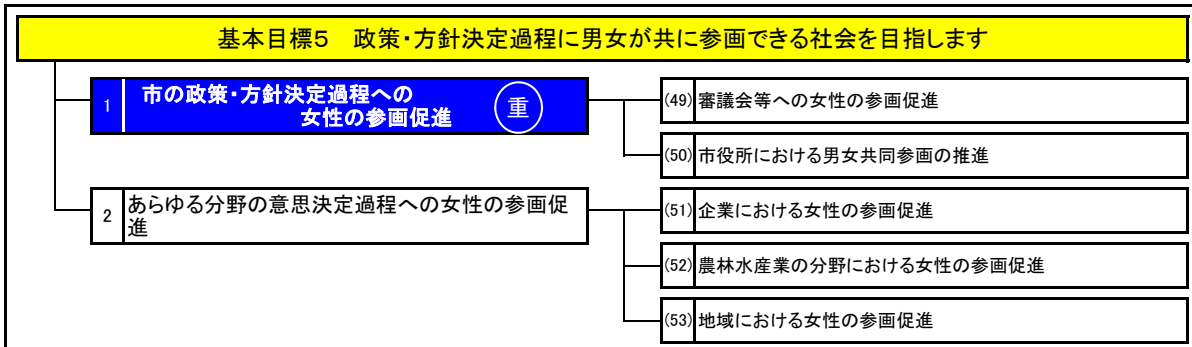 基本目標5　政策・方針決定過程に男女が共に参画できる社会を目指します
1 市の政策・方針決定過程への
女性の参画促進 重
(49) 審議会等への女性の参画促進
(50) 市役所における男女共同参画の推進
2 あらゆる分野の意思決定過程への女性の参画促
進
(51) 企業における女性の参画促進
(52) 農林水産業の分野における女性の参画促進
(53) 地域における女性の参画促進